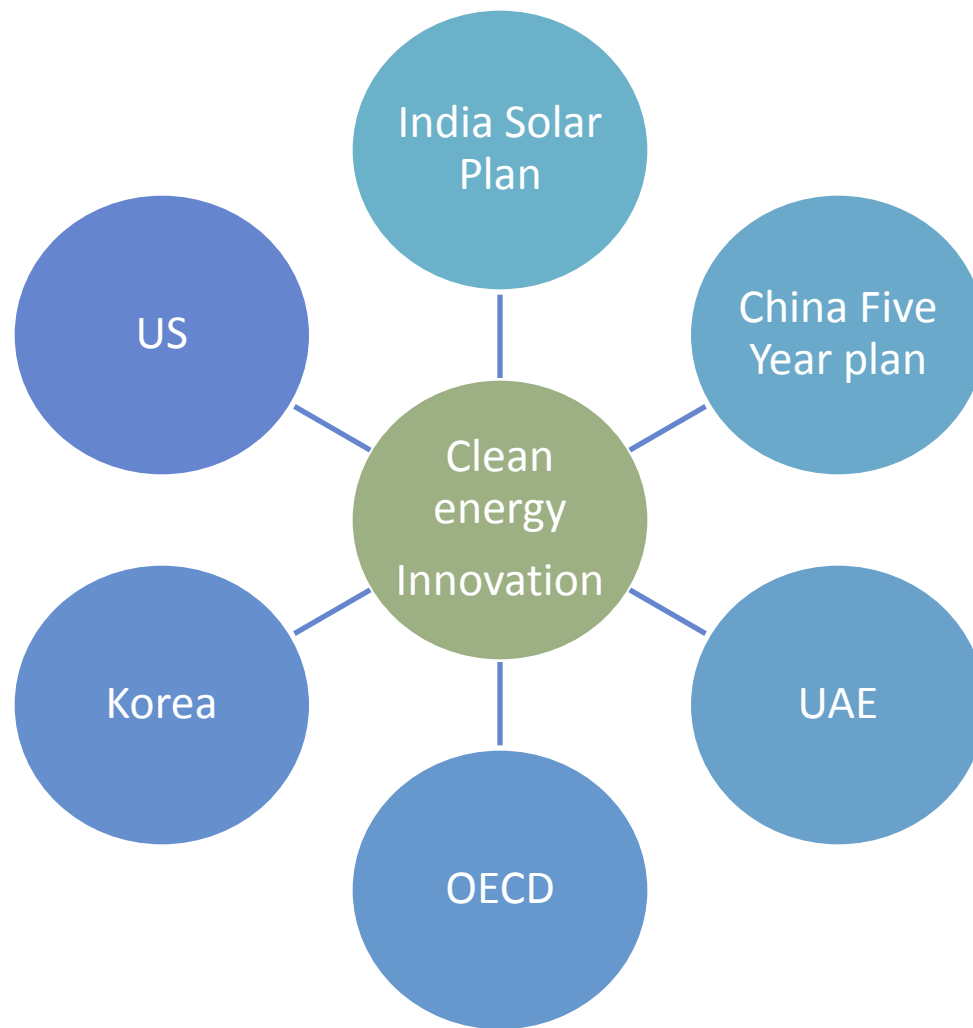 India Solar
Plan
China Five
Year plan
UAE
OECD
Korea
US
Clean
energy
Innovation